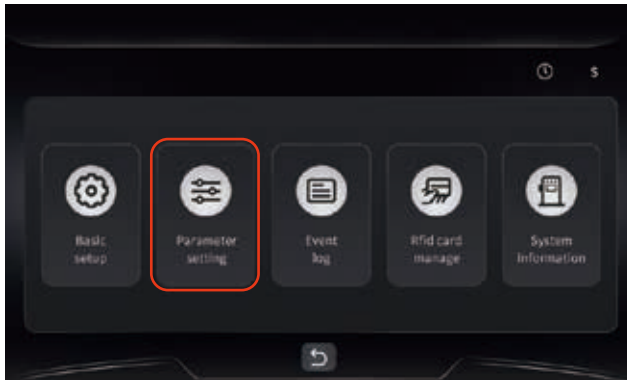 $
Basic
setup
Parameter
setting
Event
log
Rfid card
manage
System
Information